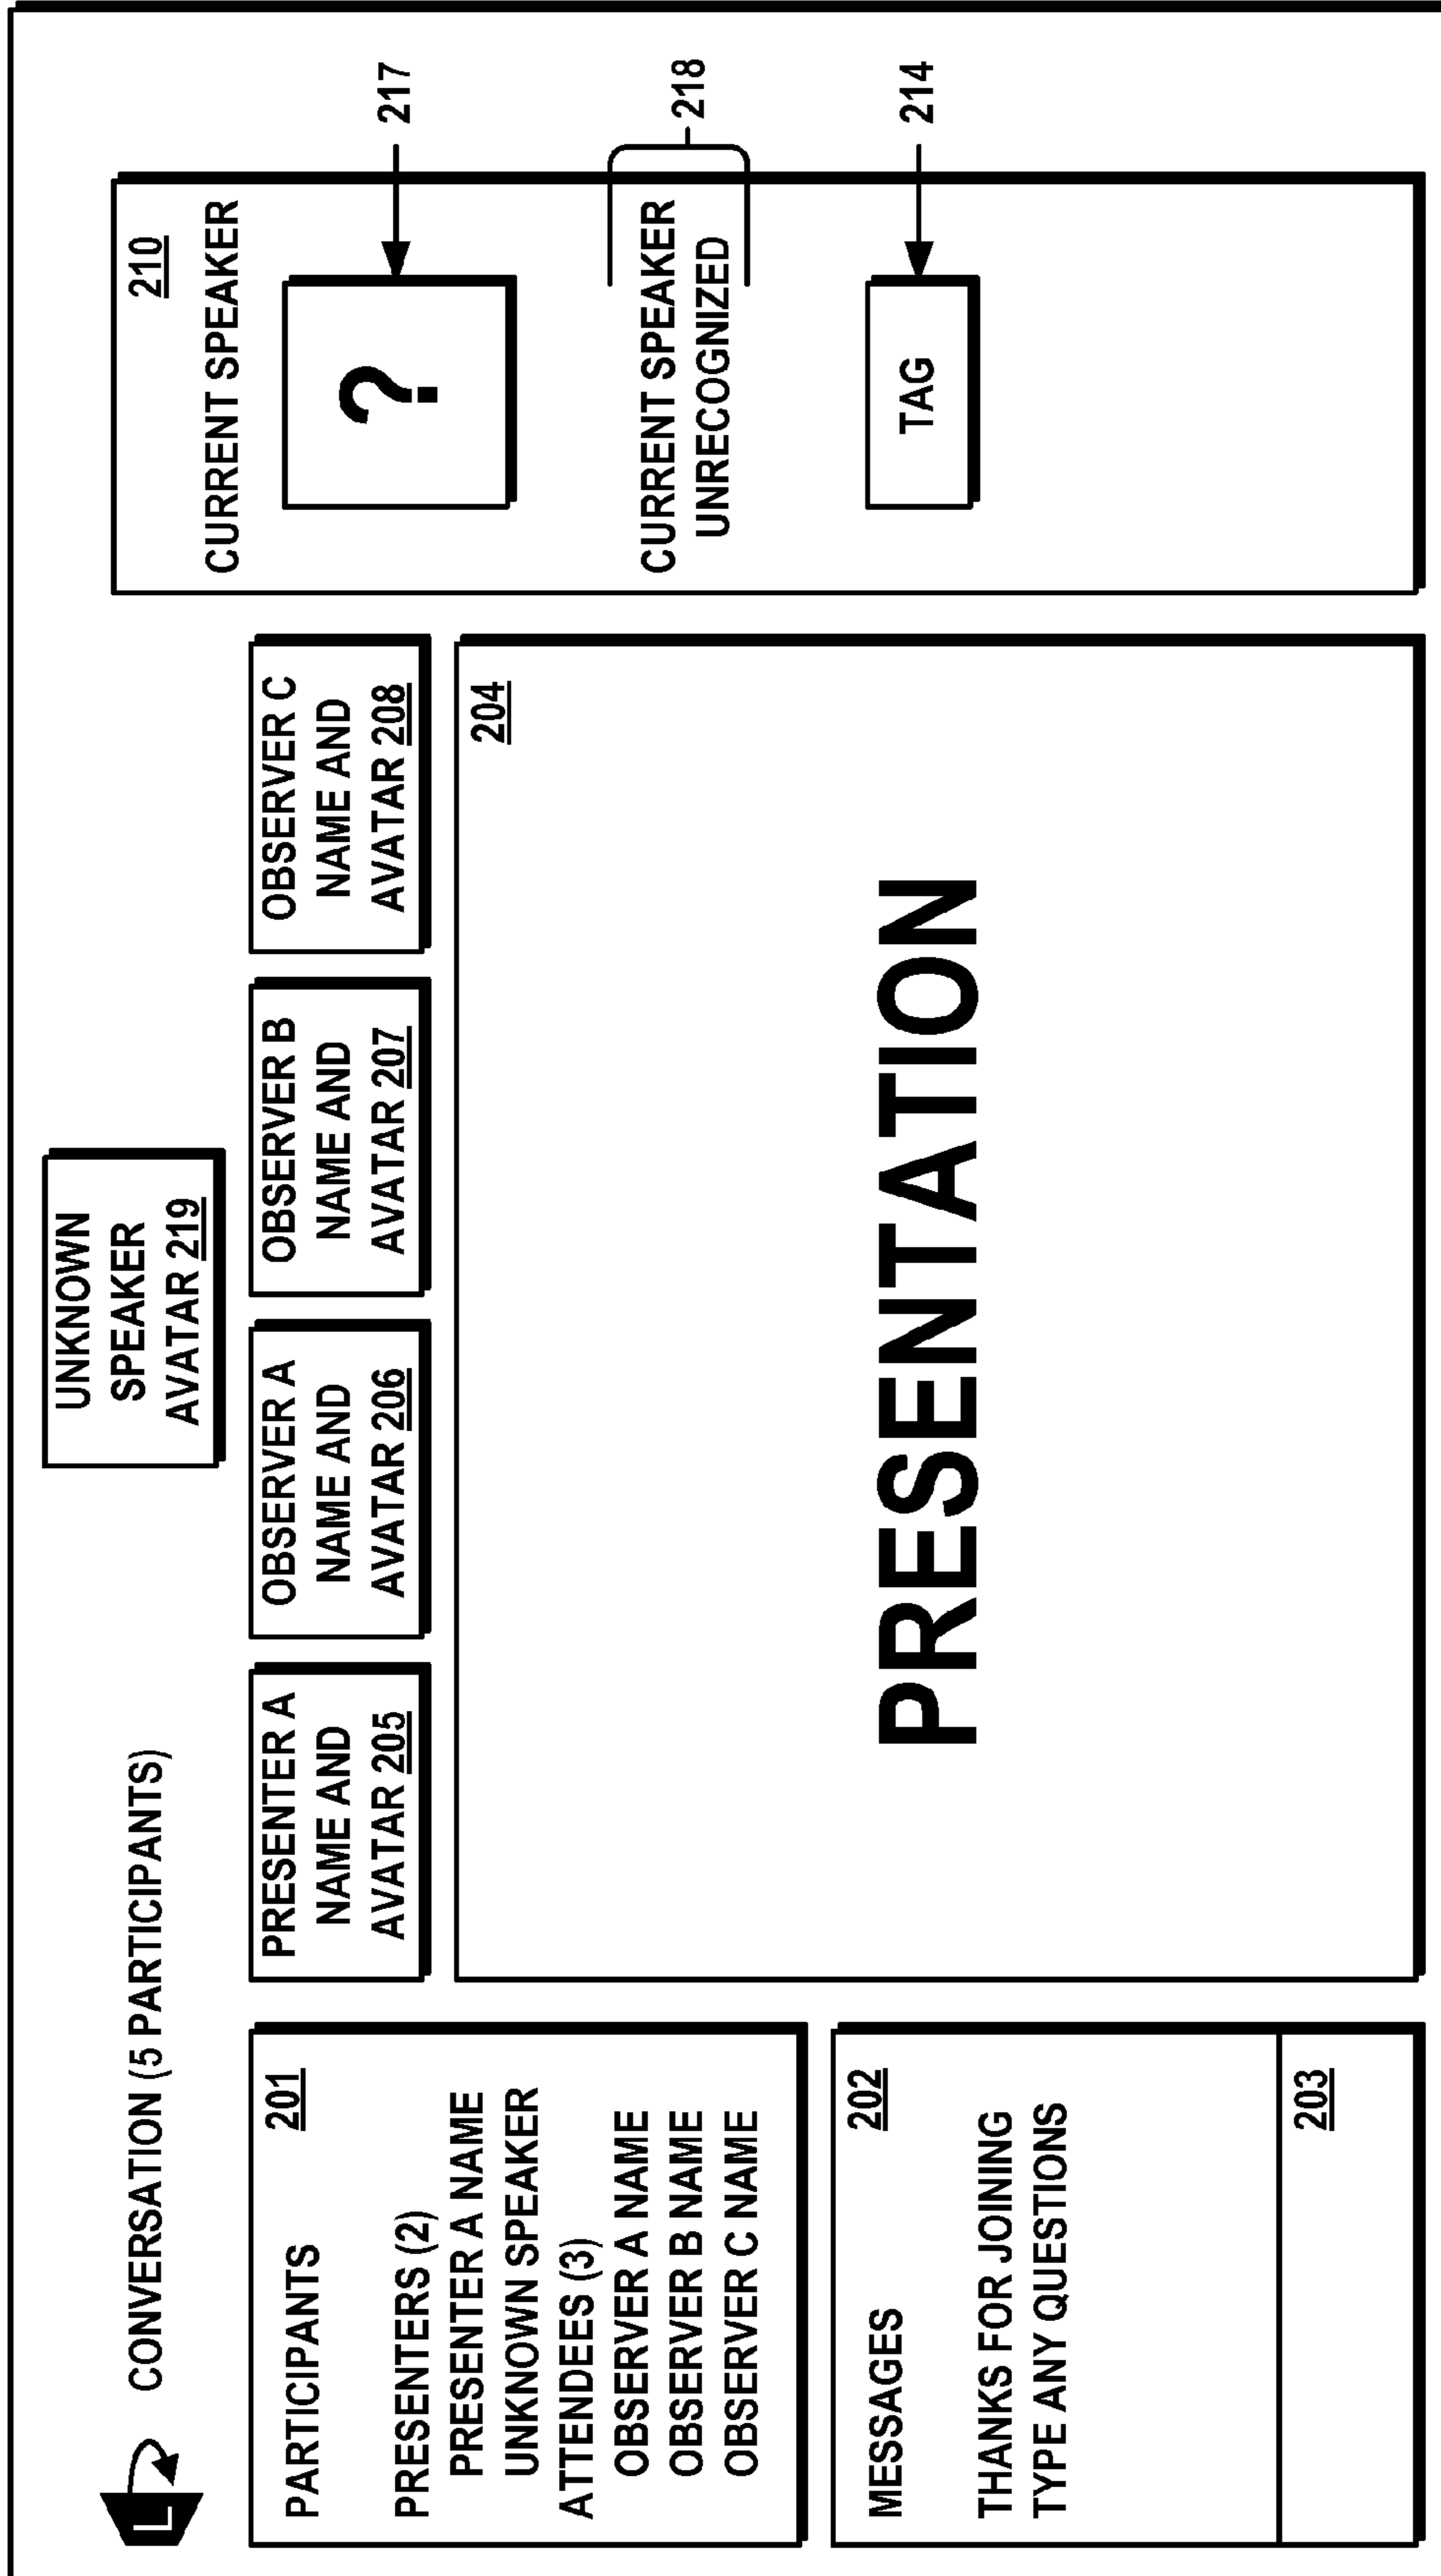 L
CONVERSATION (5 PARTICIPANTS)
UNKNOWN
SPEAKER
AVATAR 219
201
PARTICIPANTS
PRESENTERS (2)
PRESENTER A NAME
UNKNOWN SPEAKER
ATTENDEES (3)
OBSERVER A NAME
OBSERVER B NAME
OBSERVER C NAME
202
MESSAGES
THANKS FOR JOINING
TYPE ANY QUESTIONS
203
PRESENTER A
NAME AND
AVATAR 205
OBSERVER A
NAME AND
AVATAR 206
OBSERVER B
NAME AND
AVATAR 207
OBSERVER C
NAME AND
AVATAR 208
204
PRESENTATION
210
CURRENT SPEAKER
?
217
CURRENT SPEAKER
UNRECOGNIZED
218
TAG
214